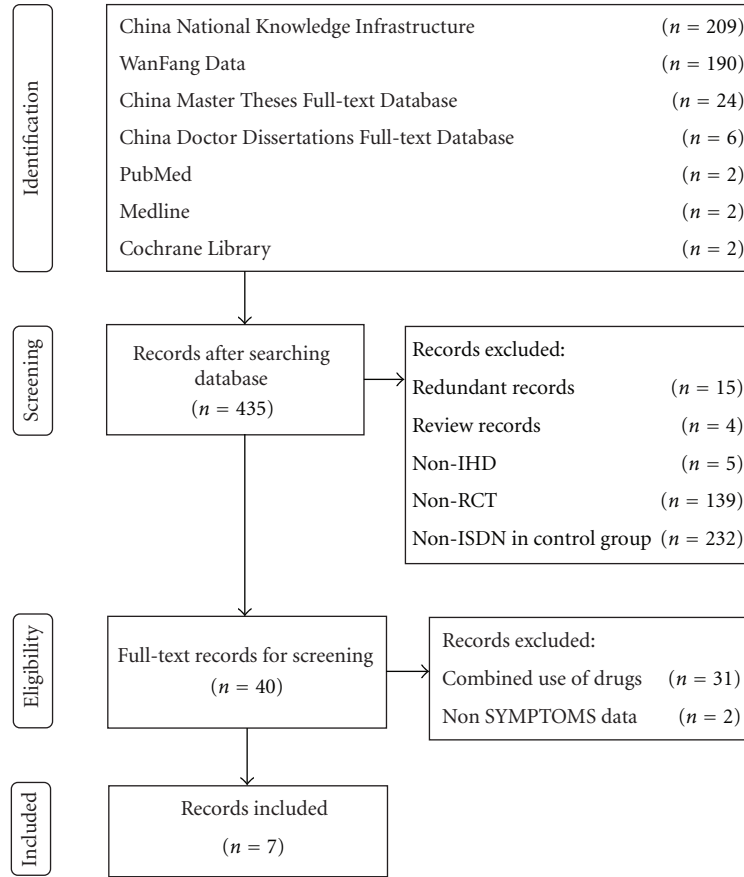 Identification
China National Knowledge Infrastructure (n = 209)
WanFang Data (n = 190)
China Master Theses Full-text Database (n = 24)
China Doctor Dissertations Full-text Database (n = 6)
PubMed (n = 2)
Medline (n = 2)
Cochrane Library (n = 2)
Screening
Records after searching
database
(n = 435)
Records excluded:
Redundant records (n = 15)
Review records (n = 4)
Non-IHD (n = 5)
Non-RCT (n = 139)
Non-ISDN in control group (n = 232)
Eligibility
Full-text records for screening
(n = 40)
Records excluded:
Combined use of drugs (n = 31)
Non SYMPTOMS data (n = 2)
Included
Records included
(n = 7)